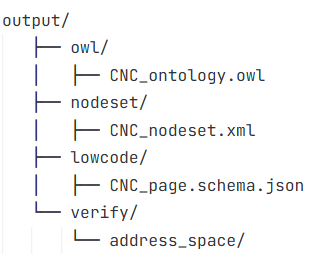 output/
├── owl/
│   ├── CNC_ontology.owl
├── nodeset/
│   ├── CNC_nodeset.xml
├── lowcode/
│   ├── CNC_page.schema.json
└── verify/
    └── address_space/